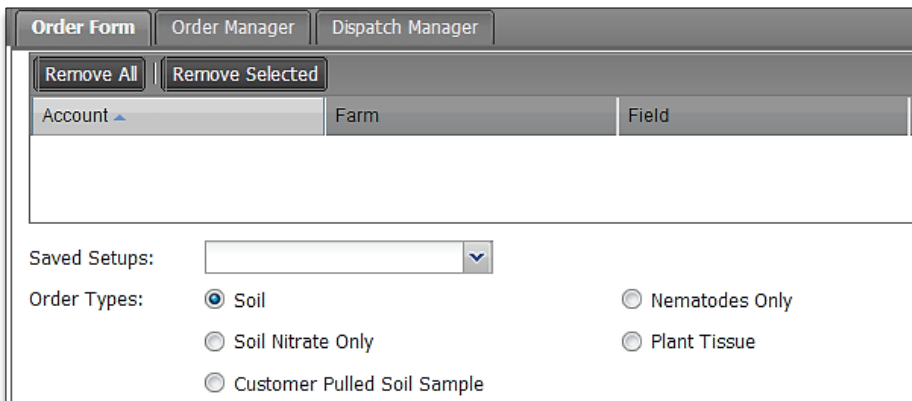 Order Form Order Manager Dispatch Manager
Remove All Remove Selected
Account Farm Field
Saved Setups:
Order Types: Soil Nematodes Only
Soil Nitrate Only Plant Tissue
Customer Pulled Soil Sample